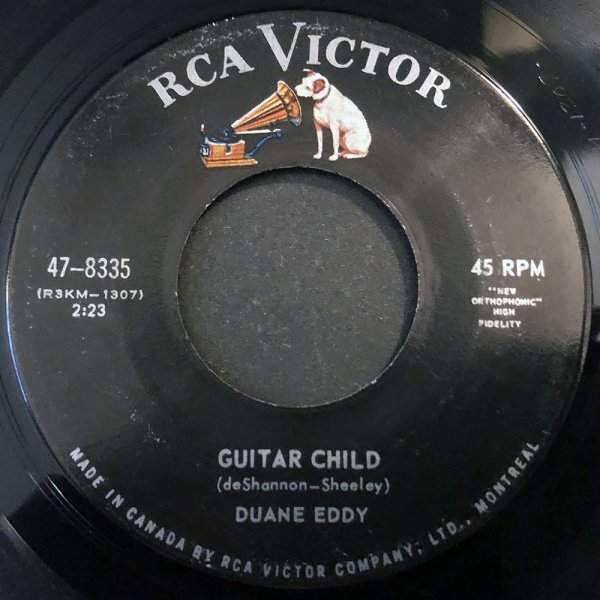 RCA VICTOR
47-8335
(R3KM-1307)
2:23
45 RPM
"NEW
ORTHOPHONIC"
HIGH
FIDELITY
GUITAR CHILD
(deShannon-Sheeley)
DUANE EDDY
MADE IN CANADA BY RCA VICTOR COMPANY, LTD., MONTREAL